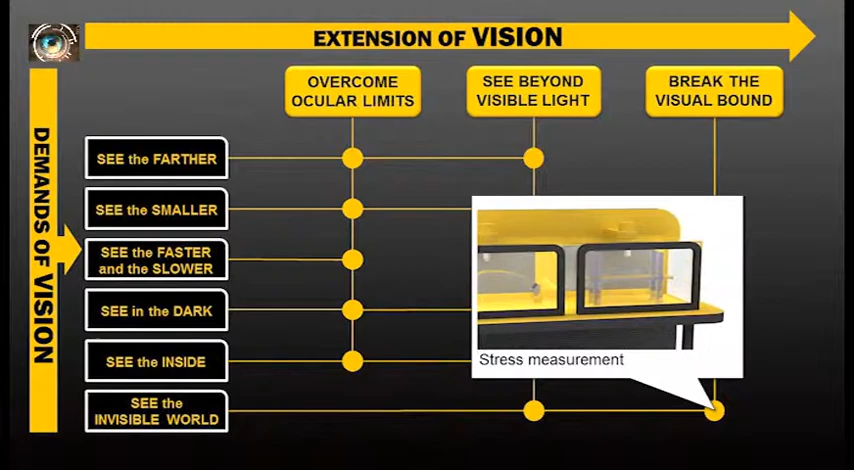 EXTENSION OF VISION
DEMANDS OF VISION
OVERCOME
OCULAR LIMITS
SEE BEYOND
VISIBLE LIGHT
BREAK THE
VISUAL BOUND
SEE the FARTHER
SEE the SMALLER
SEE the FASTER
and the SLOWER
SEE in the DARK
SEE the INSIDE
SEE the
INVISIBLE WORLD
Stress measurement